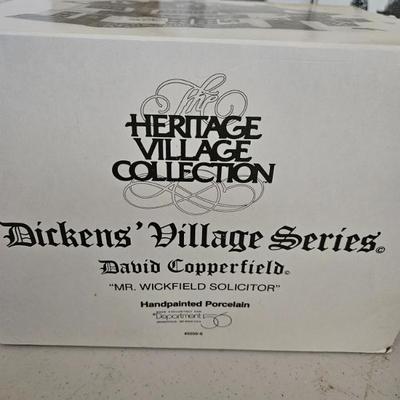 The
HERITAGE
VILLAGE
COLLECTION
Dickens' Village Series©
David Copperfield©
"MR. WICKFIELD SOLICITOR"
Handpainted Porcelain
Department 56